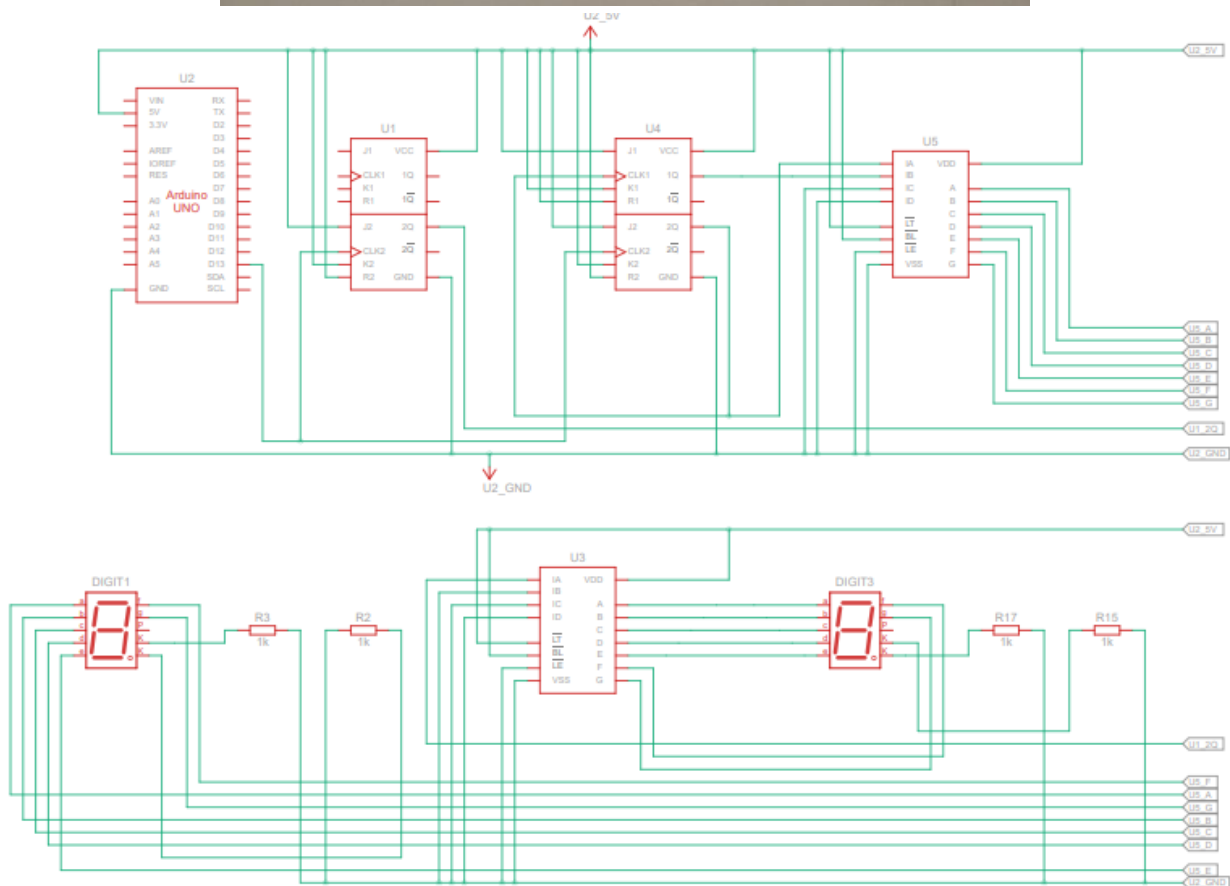 U2_5V
U2_5V
U2
VIN RX
5V TX
3.3V D2
D3
AREF D4
IOREF D5
RES D6
D7
Arduino UNO
A0 D8
A1 D9
A2 D10
A3 D11
A4 D12
A5 D13
SDA
GND SCL
U1
J1 VCC
CLK1 1Q
K1
R1 1Q
J2 2Q
CLK2 2Q
K2
R2 GND
U4
J1 VCC
CLK1 1Q
K1
R1 1Q
J2 2Q
CLK2 2Q
K2
R2 GND
U5
IA VDD
IB
IC A
ID B
C
LT D
BL E
LE F
VSS G
U5_A
U5_B
U5_C
U5_D
U5_E
U5_F
U5_G
U1_2Q
U2_GND
U2_GND
U2_5V
DIGIT1
a f
b g
c P
d K
e K
R3
1k
R2
1k
U3
IA VDD
IB
IC A
ID B
C
LT D
BL E
LE F
VSS G
DIGIT3
a f
b g
c P
d K
e K
R17
1k
R15
1k
U1_2Q
U5_F
U5_A
U5_G
U5_B
U5_C
U5_D
U5_E
U2_GND